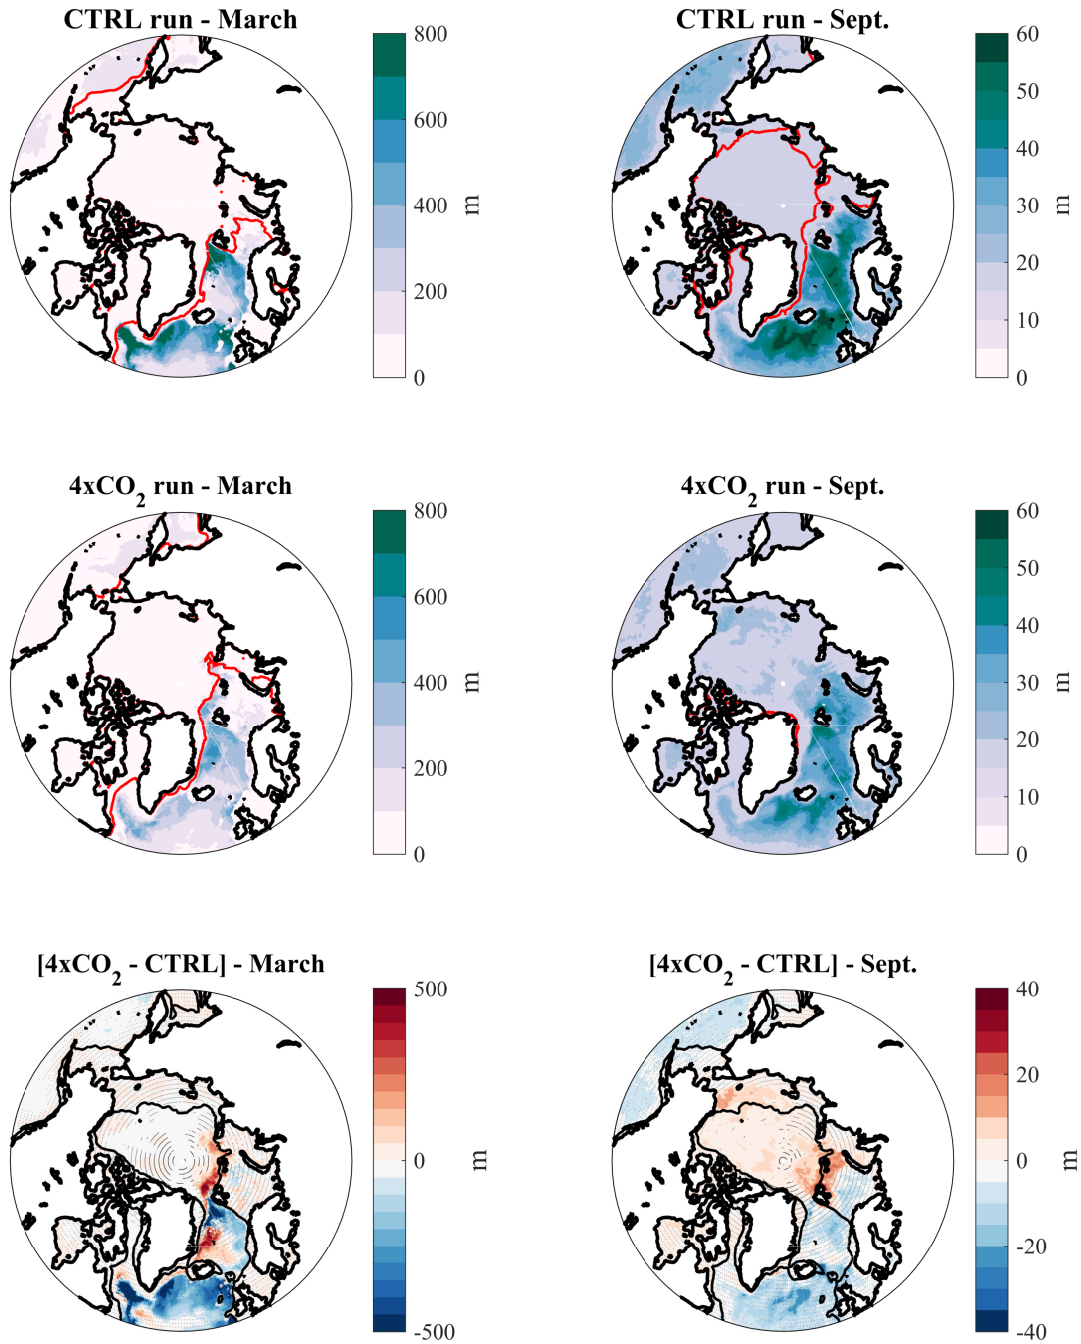 CTRL run - March
CTRL run - Sept.
800
600
400
200
0
m
60
50
40
30
20
10
0
m
4xCO₂ run - March
4xCO₂ run - Sept.
800
600
400
200
0
m
60
50
40
30
20
10
0
m
[4xCO₂ - CTRL] - March
[4xCO₂ - CTRL] - Sept.
500
0
-500
m
40
20
0
-20
-40
m